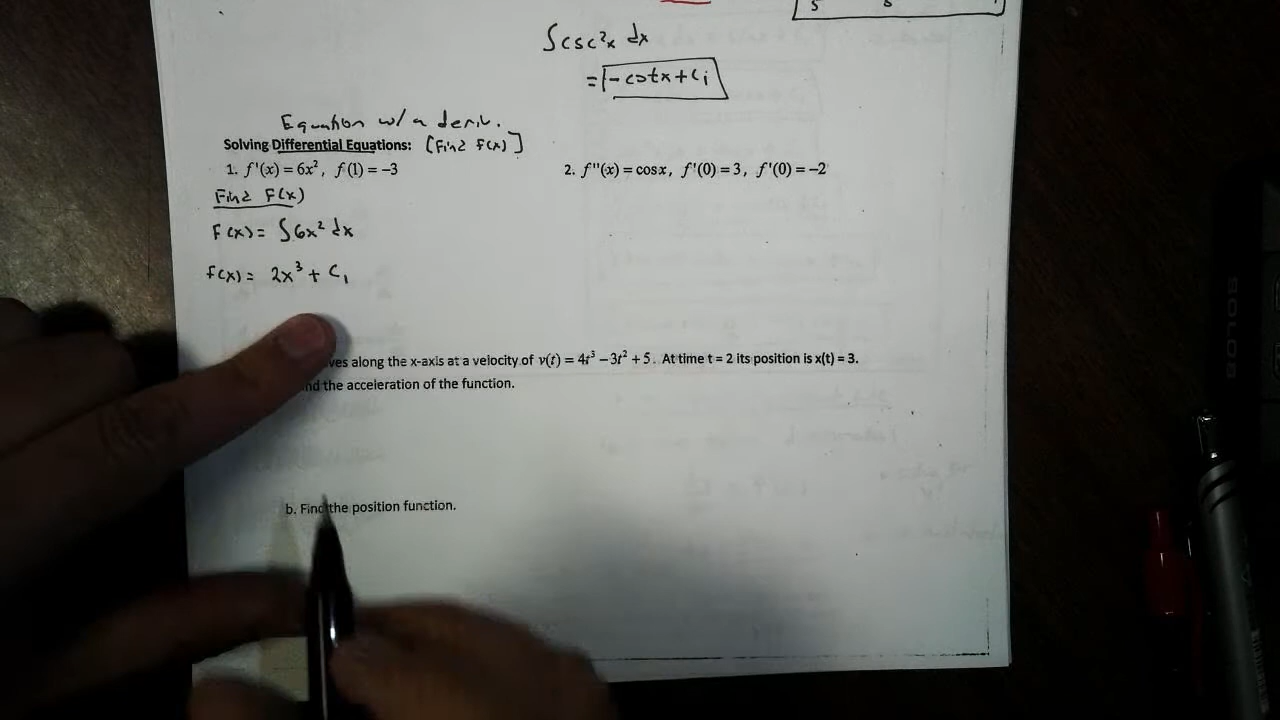 ∫csc²x dx
= -cotx + C₁
Equation w/ a deriv.
Solving Differential Equations: [Find F(x)]
1. f'(x) = 6x², f(1) = -3
2. f''(x) = cosx, f'(0) = 3, f'(0) = -2
Find F(x)
F(x) = ∫6x² dx
f(x) = 2x³ + C₁
ves along the x-axis at a velocity of v(t) = 4t³ - 3t² + 5. At time t = 2 its position is x(t) = 3.
nd the acceleration of the function.
b. Find the position function.